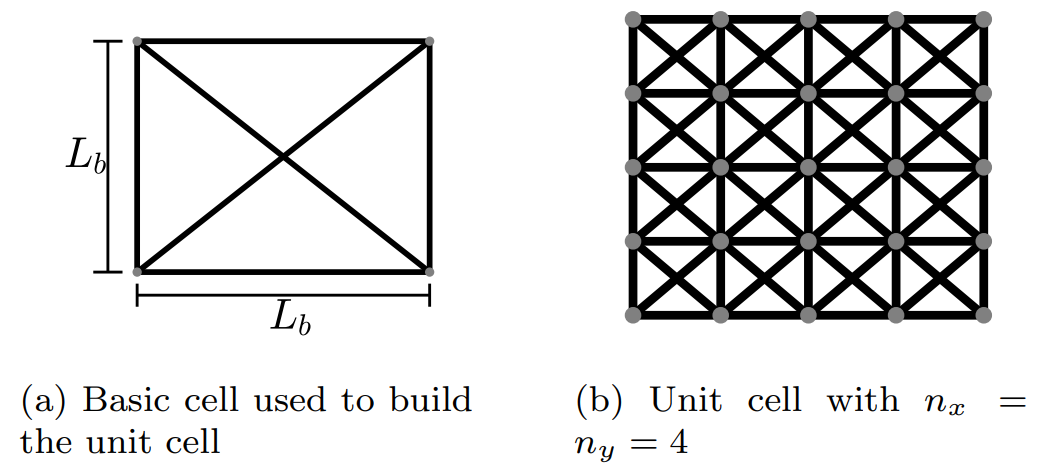 L_b
L_b
(a) Basic cell used to build
the unit cell
(b) Unit cell with n_x =
n_y = 4